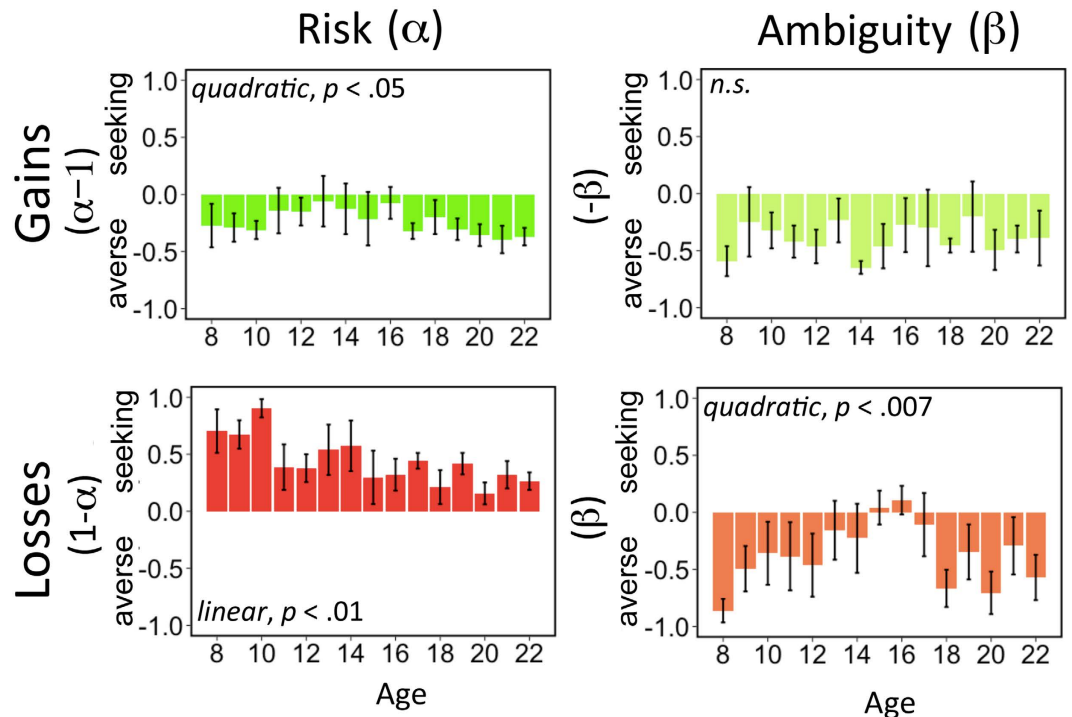 Risk (α)
Ambiguity (β)
Gains
(α−1)
averse seeking
1.0
0.5
0.0
-0.5
-1.0
quadratic, p < .05
8 10 12 14 16 18 20 22
(-β)
averse seeking
1.0
0.5
0.0
-0.5
-1.0
n.s.
8 10 12 14 16 18 20 22
Losses
(1-α)
averse seeking
1.0
0.5
0.0
-0.5
-1.0
linear, p < .01
8 10 12 14 16 18 20 22
Age
(β)
averse seeking
1.0
0.5
0.0
-0.5
-1.0
quadratic, p < .007
8 10 12 14 16 18 20 22
Age